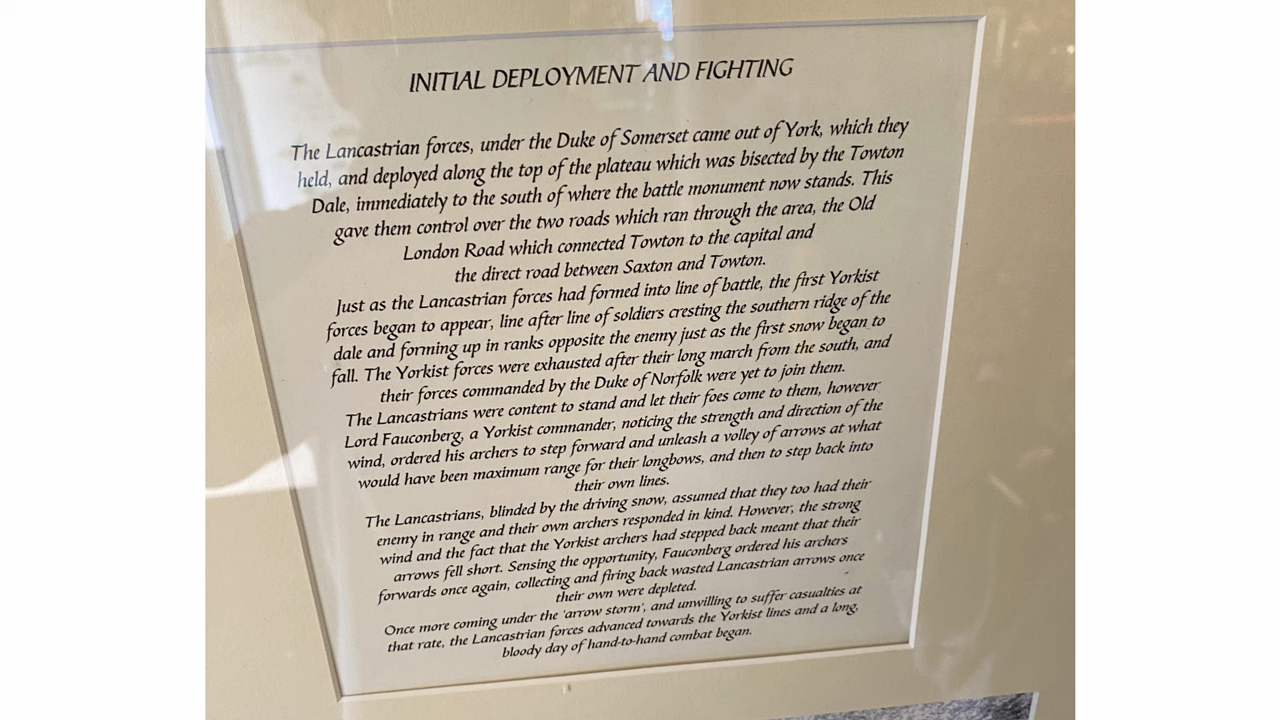 INITIAL DEPLOYMENT AND FIGHTING
The Lancastrian forces, under the Duke of Somerset came out of York, which they
held, and deployed along the top of the plateau which was bisected by the Towton
Dale, immediately to the south of where the battle monument now stands. This
gave them control over the two roads which ran through the area, the Old
London Road which connected Towton to the capital and
the direct road between Saxton and Towton.
Just as the Lancastrian forces had formed into line of battle, the first Yorkist
forces began to appear, line after line of soldiers cresting the southern ridge of the
dale and forming up in ranks opposite the enemy just as the first snow began to
fall. The Yorkist forces were exhausted after their long march from the south, and
their forces commanded by the Duke of Norfolk were yet to join them.
The Lancastrians were content to stand and let their foes come to them, however
Lord Fauconberg, a Yorkist commander, noticing the strength and direction of the
wind, ordered his archers to step forward and unleash a volley of arrows at what
would have been maximum range for their longbows, and then to step back into
their own lines.
The Lancastrians, blinded by the driving snow, assumed that they too had their
enemy in range and their own archers responded in kind. However, the strong
wind and the fact that the Yorkist archers had stepped back meant that their
arrows fell short. Sensing the opportunity, Fauconberg ordered his archers
forwards once again, collecting and firing back wasted Lancastrian arrows once
their own were depleted.
Once more coming under the 'arrow storm', and unwilling to suffer casualties at
that rate, the Lancastrian forces advanced towards the Yorkist lines and a long,
bloody day of hand-to-hand combat began.